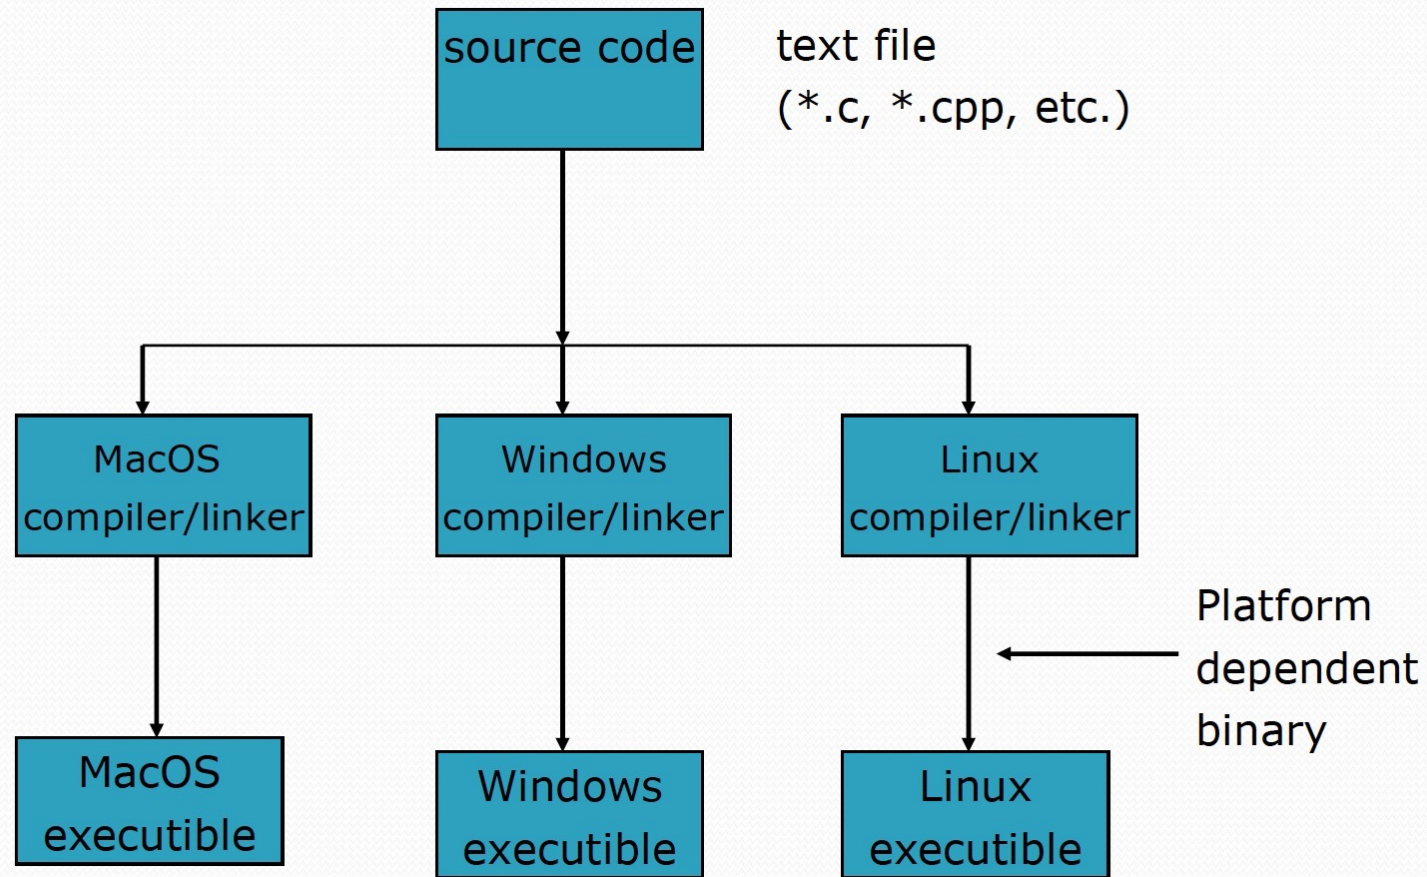 source code
text file
(*.c, *.cpp, etc.)
MacOS
compiler/linker
Windows
compiler/linker
Linux
compiler/linker
Platform
dependent
binary
MacOS
executible
Windows
executible
Linux
executible